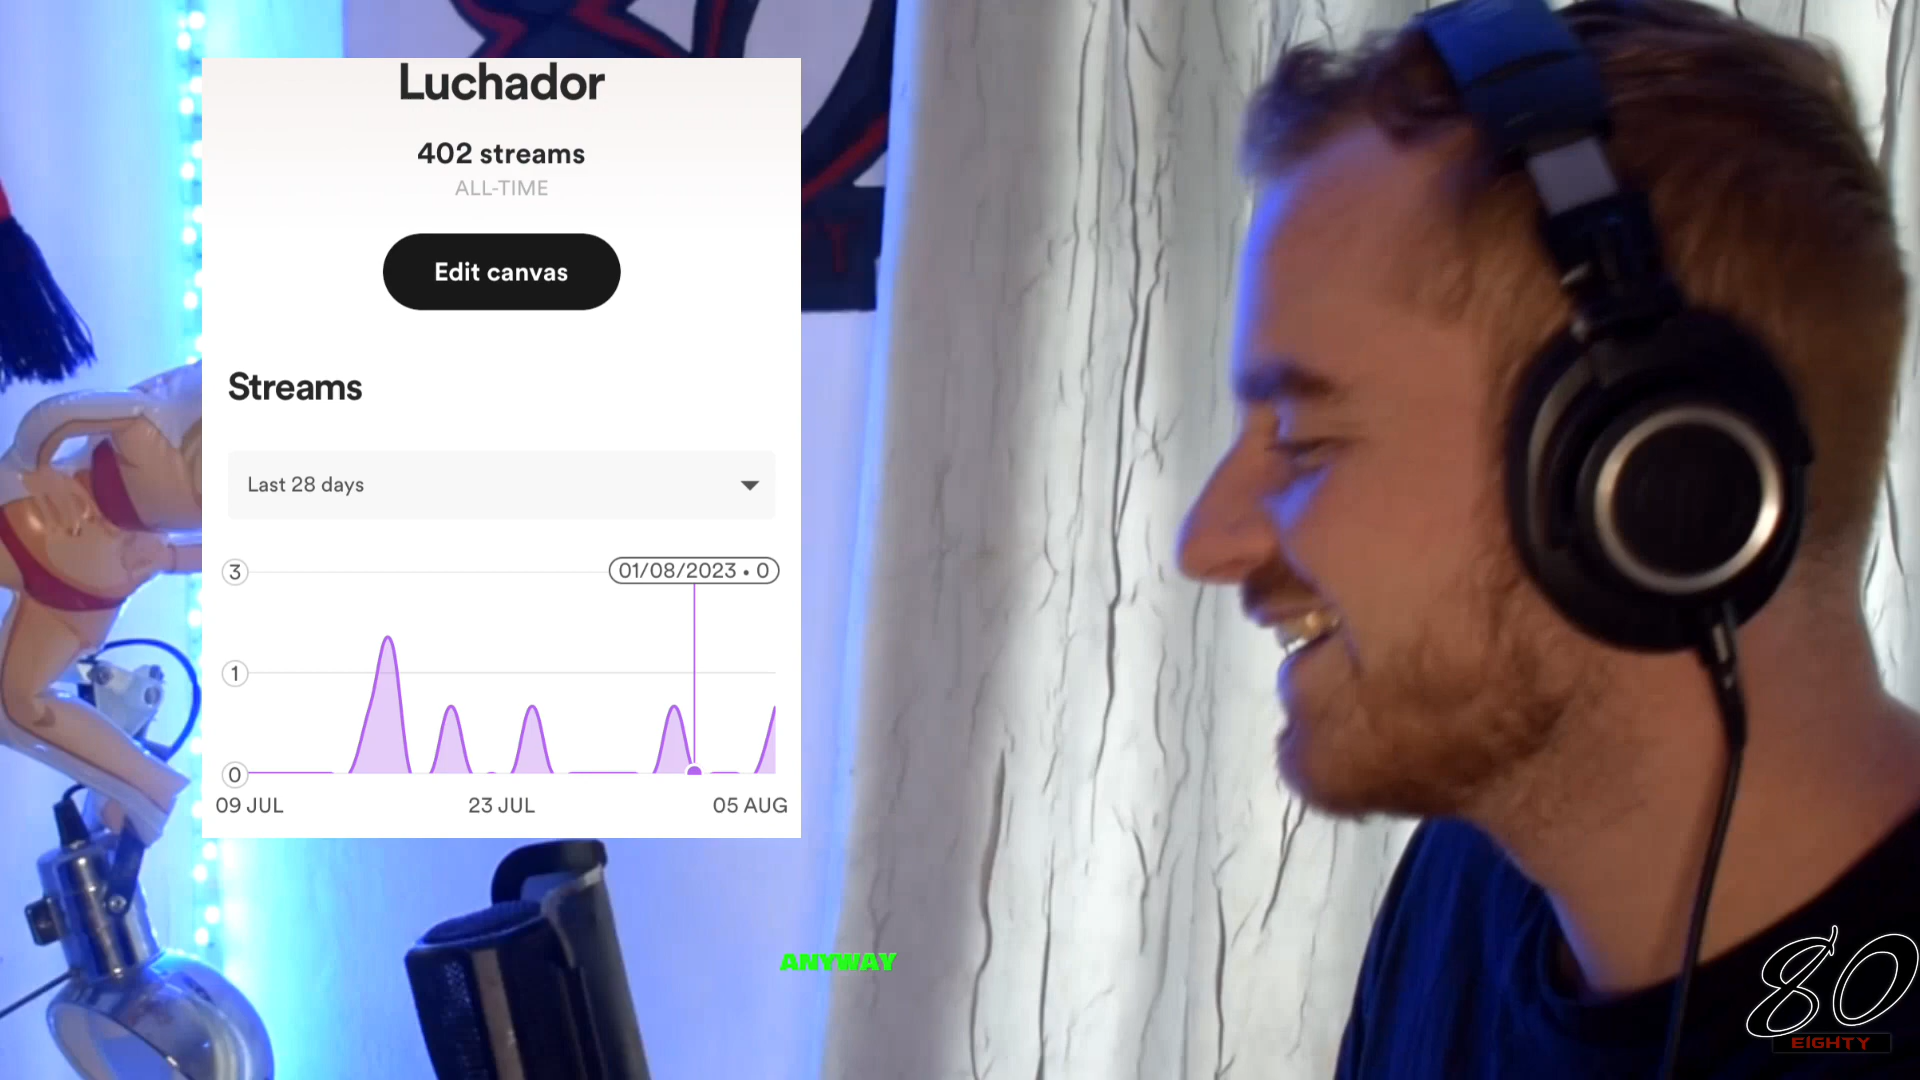 Luchador
402 streams
ALL-TIME
Edit canvas
Streams
Last 28 days
3
01/08/2023 • 0
1
0
09 JUL
23 JUL
05 AUG
ANYWAY
80
EIGHTY